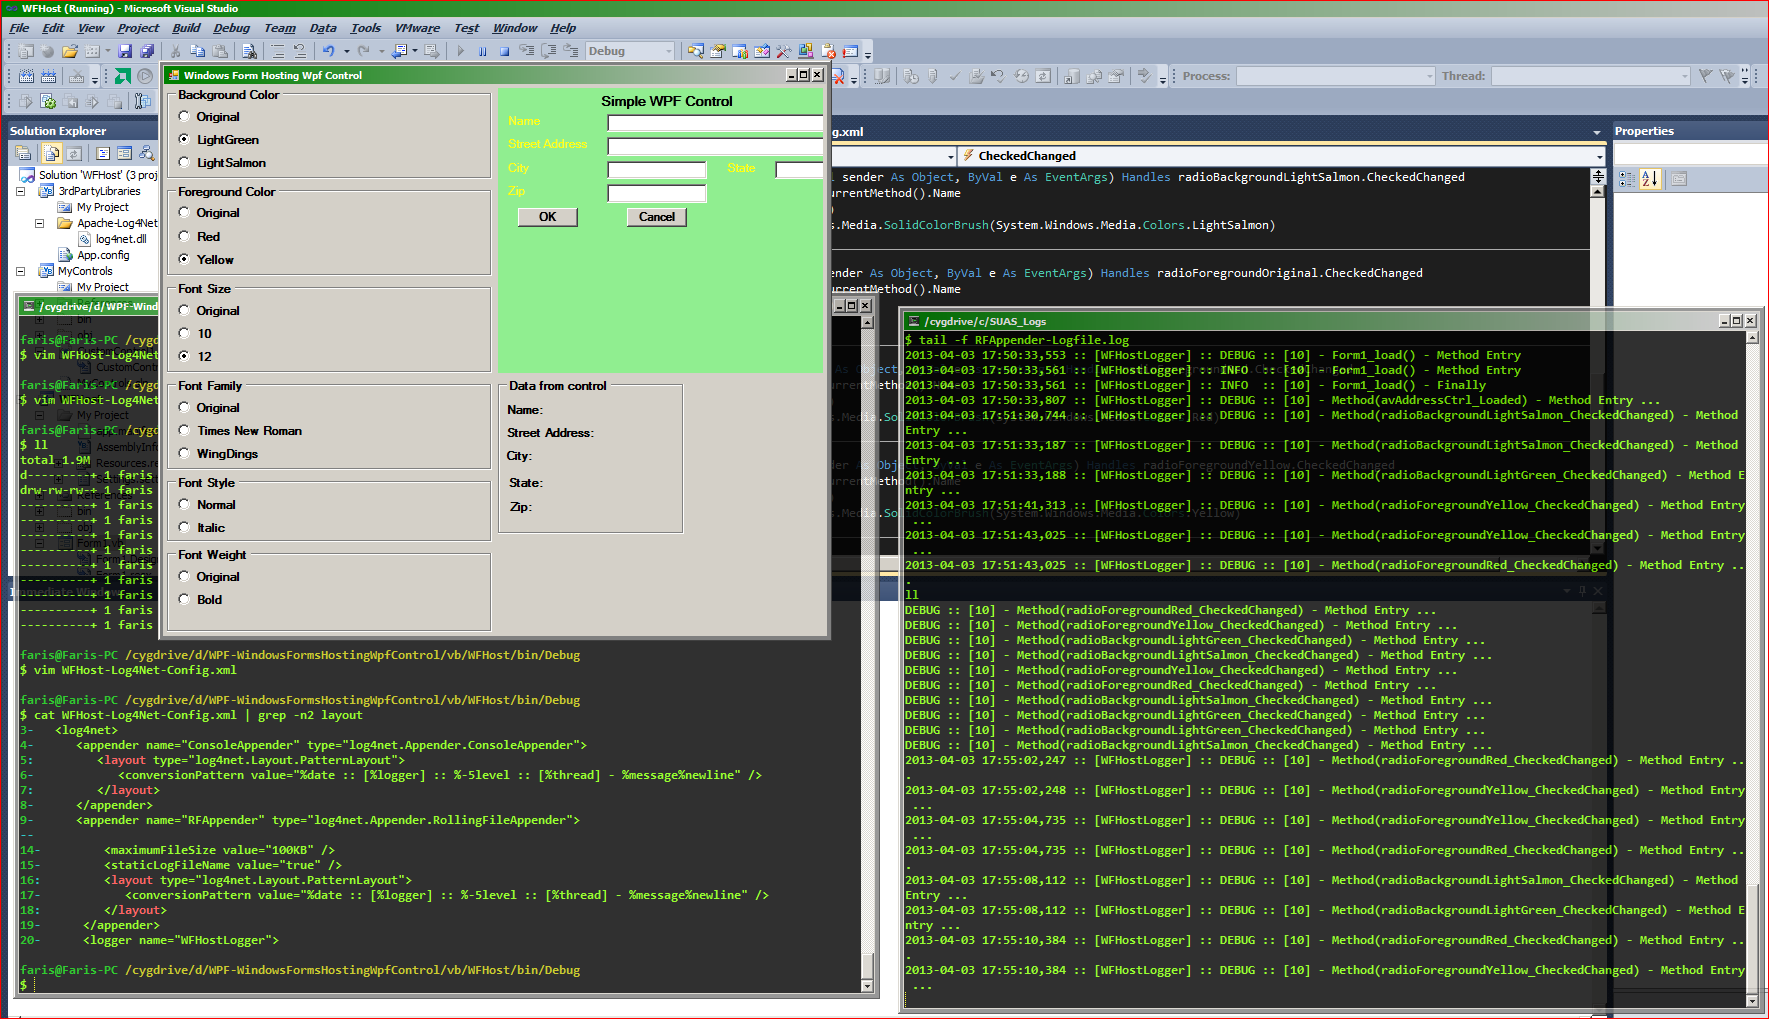 WFHost (Running) - Microsoft Visual Studio
File Edit View Project Build Debug Team Data Tools VMware Test Window Help
Debug
Process: Thread:
Solution Explorer
Solution 'WFHost' (3 proj
3rdPartyLibraries
My Project
Apache-Log4Net
log4net.dll
App.config
MyControls
My Project
Windows Form Hosting Wpf Control
Background Color
Original
LightGreen
LightSalmon
Foreground Color
Original
Red
Yellow
Font Size
Original
10
12
Font Family
Original
Times New Roman
WingDings
Font Style
Normal
Italic
Font Weight
Original
Bold
Simple WPF Control
Name
Street Address
City State
Zip
OK Cancel
Data from control
Name:
Street Address:
City:
State:
Zip:
g.xml
CheckedChanged
l sender As Object, ByVal e As EventArgs) Handles radioBackgroundLightSalmon.CheckedChanged
urrentMethod().Name
)
s.Media.SolidColorBrush(System.Windows.Media.Colors.LightSalmon)
ender As Object, ByVal e As EventArgs) Handles radioForegroundOriginal.CheckedChanged
urrentMethod().Name
Properties
/cygdrive/d/WPF-Wind
faris@Faris-PC /cygd
$ vim WFHost-Log4Net
faris@Faris-PC /cygd
$ vim WFHost-Log4Net
faris@Faris-PC /cygd
$ ll
total 1.9M
d---------+ 1 faris
drw-rw-rw-+ 1 faris
----------+ 1 faris
----------+ 1 faris
----------+ 1 faris
----------+ 1 faris
----------+ 1 faris
----------+ 1 faris
----------+ 1 faris
----------+ 1 faris
----------+ 1 faris
faris@Faris-PC /cygdrive/d/WPF-WindowsFormsHostingWpfControl/vb/WFHost/bin/Debug
$ vim WFHost-Log4Net-Config.xml
faris@Faris-PC /cygdrive/d/WPF-WindowsFormsHostingWpfControl/vb/WFHost/bin/Debug
$ cat WFHost-Log4Net-Config.xml | grep -n2 layout
3- <log4net>
4- <appender name="ConsoleAppender" type="log4net.Appender.ConsoleAppender">
5: <layout type="log4net.Layout.PatternLayout">
6- <conversionPattern value="%date :: [%logger] :: %-5level :: [%thread] - %message%newline" />
7: </layout>
8- </appender>
9- <appender name="RFAppender" type="log4net.Appender.RollingFileAppender">
--
14- <maximumFileSize value="100KB" />
15- <staticLogFileName value="true" />
16: <layout type="log4net.Layout.PatternLayout">
17- <conversionPattern value="%date :: [%logger] :: %-5level :: [%thread] - %message%newline" />
18: </layout>
19- </appender>
20- <logger name="WFHostLogger">
faris@Faris-PC /cygdrive/d/WPF-WindowsFormsHostingWpfControl/vb/WFHost/bin/Debug
$
/cygdrive/c/SUAS_Logs
$ tail -f RFAppender-Logfile.log
2013-04-03 17:50:33,553 :: [WFHostLogger] :: DEBUG :: [10] - Form1_load() - Method Entry
2013-04-03 17:50:33,561 :: [WFHostLogger] :: INFO  :: [10] - Form1_load() - Method Entry
2013-04-03 17:50:33,561 :: [WFHostLogger] :: INFO  :: [10] - Form1_load() - Finally
2013-04-03 17:50:33,807 :: [WFHostLogger] :: DEBUG :: [10] - Method(avAddressCtrl_Loaded) - Method Entry ...
2013-04-03 17:51:30,744 :: [WFHostLogger] :: DEBUG :: [10] - Method(radioBackgroundLightSalmon_CheckedChanged) - Method
Entry ...
2013-04-03 17:51:33,187 :: [WFHostLogger] :: DEBUG :: [10] - Method(radioBackgroundLightSalmon_CheckedChanged) - Method
Entry ...
2013-04-03 17:51:33,188 :: [WFHostLogger] :: DEBUG :: [10] - Method(radioBackgroundLightGreen_CheckedChanged) - Method E
ntry ...
2013-04-03 17:51:41,313 :: [WFHostLogger] :: DEBUG :: [10] - Method(radioForegroundYellow_CheckedChanged) - Method Entry
...
2013-04-03 17:51:43,025 :: [WFHostLogger] :: DEBUG :: [10] - Method(radioForegroundYellow_CheckedChanged) - Method Entry
...
2013-04-03 17:51:43,025 :: [WFHostLogger] :: DEBUG :: [10] - Method(radioForegroundRed_CheckedChanged) - Method Entry ..
.
ll
DEBUG :: [10] - Method(radioForegroundRed_CheckedChanged) - Method Entry ...
DEBUG :: [10] - Method(radioForegroundYellow_CheckedChanged) - Method Entry ...
DEBUG :: [10] - Method(radioBackgroundLightGreen_CheckedChanged) - Method Entry ...
DEBUG :: [10] - Method(radioBackgroundLightSalmon_CheckedChanged) - Method Entry ...
DEBUG :: [10] - Method(radioForegroundYellow_CheckedChanged) - Method Entry ...
DEBUG :: [10] - Method(radioForegroundRed_CheckedChanged) - Method Entry ...
DEBUG :: [10] - Method(radioBackgroundLightSalmon_CheckedChanged) - Method Entry ...
DEBUG :: [10] - Method(radioBackgroundLightGreen_CheckedChanged) - Method Entry ...
DEBUG :: [10] - Method(radioBackgroundLightGreen_CheckedChanged) - Method Entry ...
DEBUG :: [10] - Method(radioBackgroundLightSalmon_CheckedChanged) - Method Entry ...
2013-04-03 17:55:02,247 :: [WFHostLogger] :: DEBUG :: [10] - Method(radioForegroundRed_CheckedChanged) - Method Entry ..
.
2013-04-03 17:55:02,248 :: [WFHostLogger] :: DEBUG :: [10] - Method(radioForegroundYellow_CheckedChanged) - Method Entry
...
2013-04-03 17:55:04,735 :: [WFHostLogger] :: DEBUG :: [10] - Method(radioForegroundYellow_CheckedChanged) - Method Entry
...
2013-04-03 17:55:04,735 :: [WFHostLogger] :: DEBUG :: [10] - Method(radioForegroundRed_CheckedChanged) - Method Entry ..
.
2013-04-03 17:55:08,112 :: [WFHostLogger] :: DEBUG :: [10] - Method(radioBackgroundLightSalmon_CheckedChanged) - Method
Entry ...
2013-04-03 17:55:08,112 :: [WFHostLogger] :: DEBUG :: [10] - Method(radioBackgroundLightGreen_CheckedChanged) - Method E
ntry ...
2013-04-03 17:55:10,384 :: [WFHostLogger] :: DEBUG :: [10] - Method(radioForegroundRed_CheckedChanged) - Method Entry ..
.
2013-04-03 17:55:10,384 :: [WFHostLogger] :: DEBUG :: [10] - Method(radioForegroundYellow_CheckedChanged) - Method Entry
...